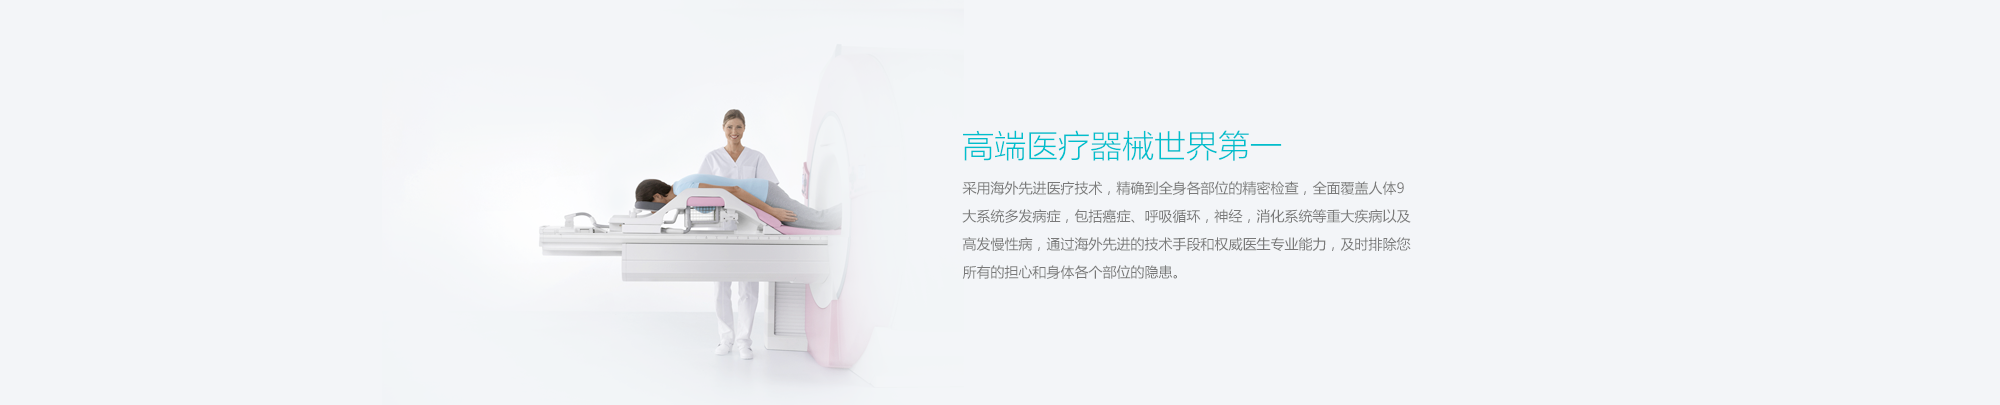 高端医疗器械世界第一
采用海外先进医疗技术，精确到全身各部位的精密检查，全面覆盖人体9
大系统多发病症，包括癌症、呼吸循环，神经，消化系统等重大疾病以及
高发慢性病，通过海外先进的技术手段和权威医生专业能力，及时排除您
所有的担心和身体各个部位的隐患。